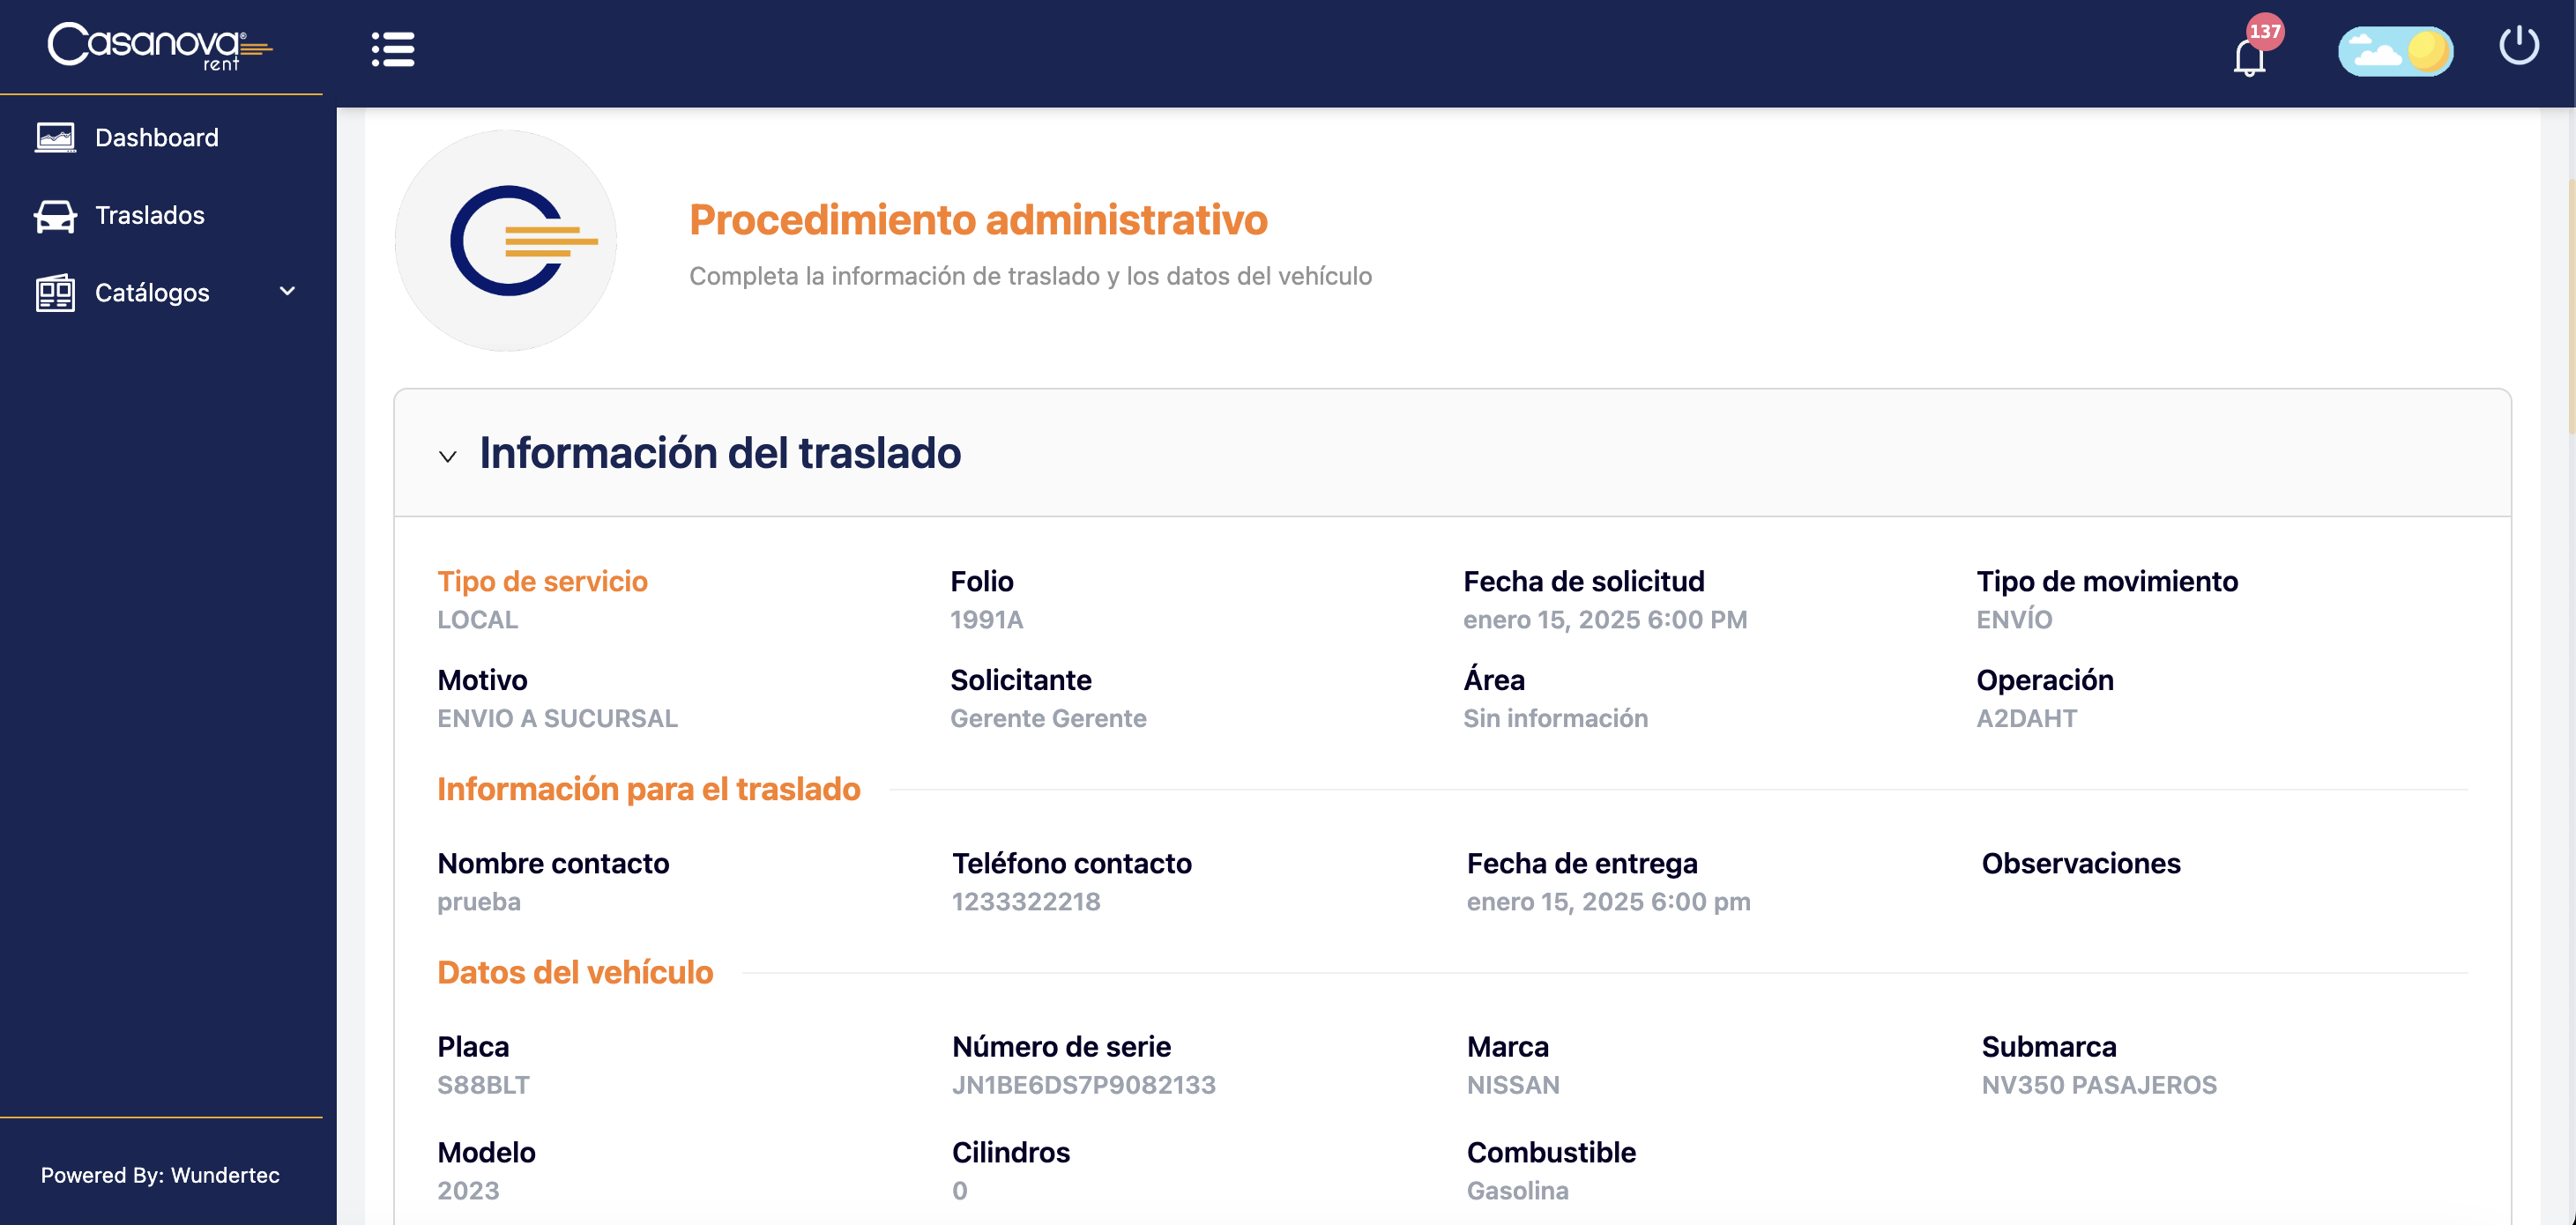 Casanova®
rent
137
Dashboard
Traslados
Catálogos
Powered By: Wundertec
Procedimiento administrativo
Completa la información de traslado y los datos del vehículo
Información del traslado
Tipo de servicio
LOCAL
Folio
1991A
Fecha de solicitud
enero 15, 2025 6:00 PM
Tipo de movimiento
ENVÍO
Motivo
ENVIO A SUCURSAL
Solicitante
Gerente Gerente
Área
Sin información
Operación
A2DAHT
Información para el traslado
Nombre contacto
prueba
Teléfono contacto
1233322218
Fecha de entrega
enero 15, 2025 6:00 pm
Observaciones
Datos del vehículo
Placa
S88BLT
Número de serie
JN1BE6DS7P9082133
Marca
NISSAN
Submarca
NV350 PASAJEROS
Modelo
2023
Cilindros
0
Combustible
Gasolina